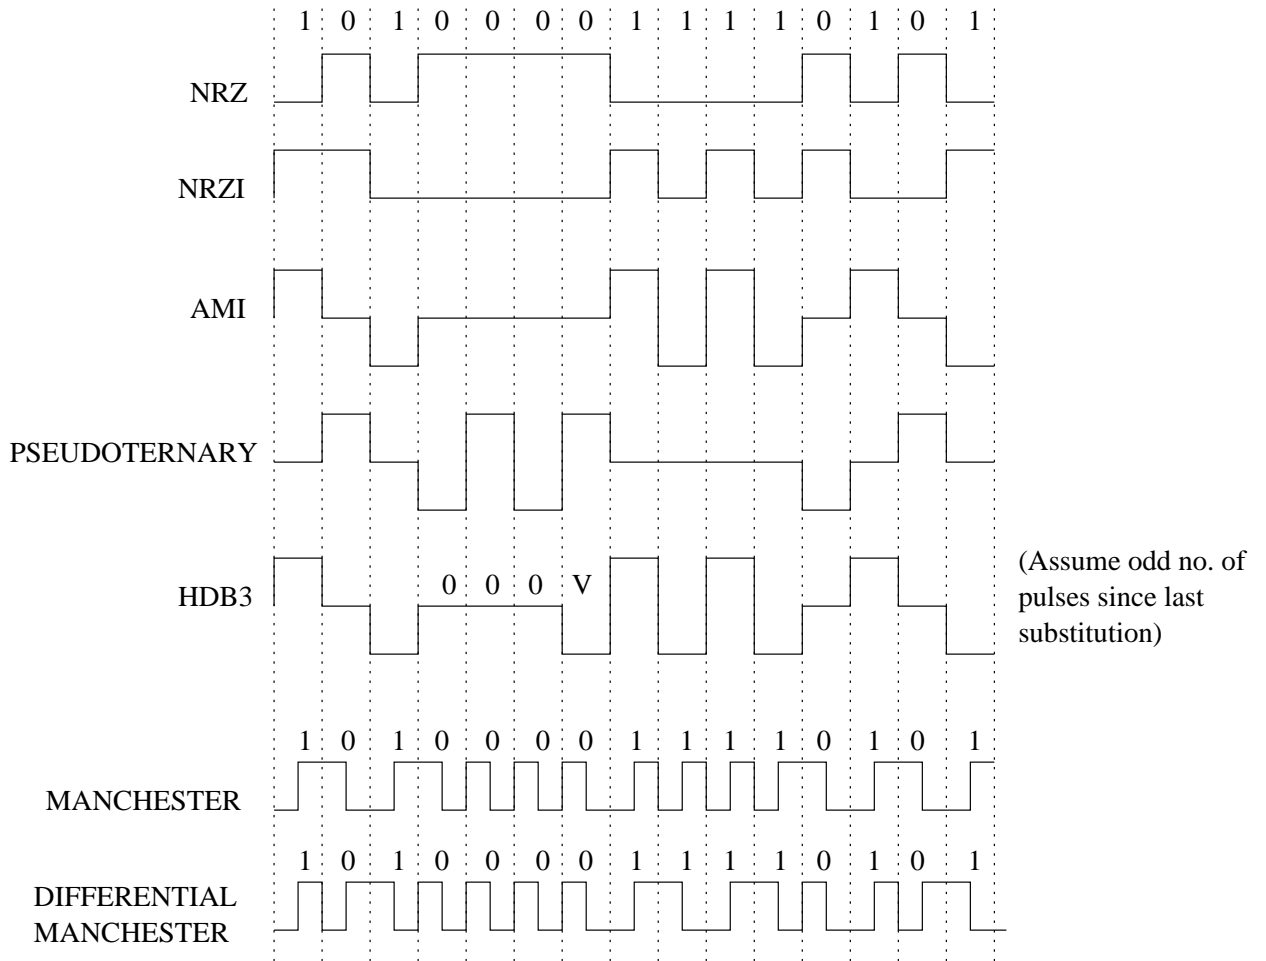 1 0 1 0 0 0 0 1 1 1 1 0 1 0 1
NRZ
NRZI
AMI
PSEUDOTERNARY
HDB3
0 0 0 V
(Assume odd no. of
pulses since last
substitution)
1 0 1 0 0 0 0 1 1 1 1 0 1 0 1
MANCHESTER
1 0 1 0 0 0 0 1 1 1 1 0 1 0 1
DIFFERENTIAL
MANCHESTER